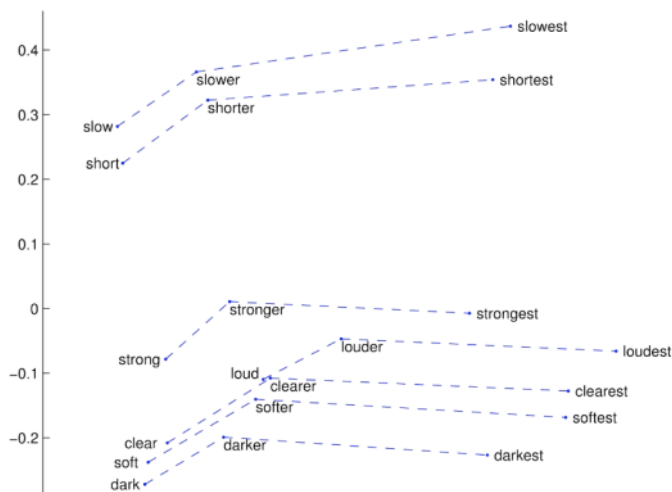 slowest
0.4
slower
shortest
0.3
shorter
slow
short
0.2
0.1
0
stronger
strongest
strong
louder
loudest
loud
−0.1
clearer
clearest
softer
softest
clear
−0.2
darker
soft
darkest
dark